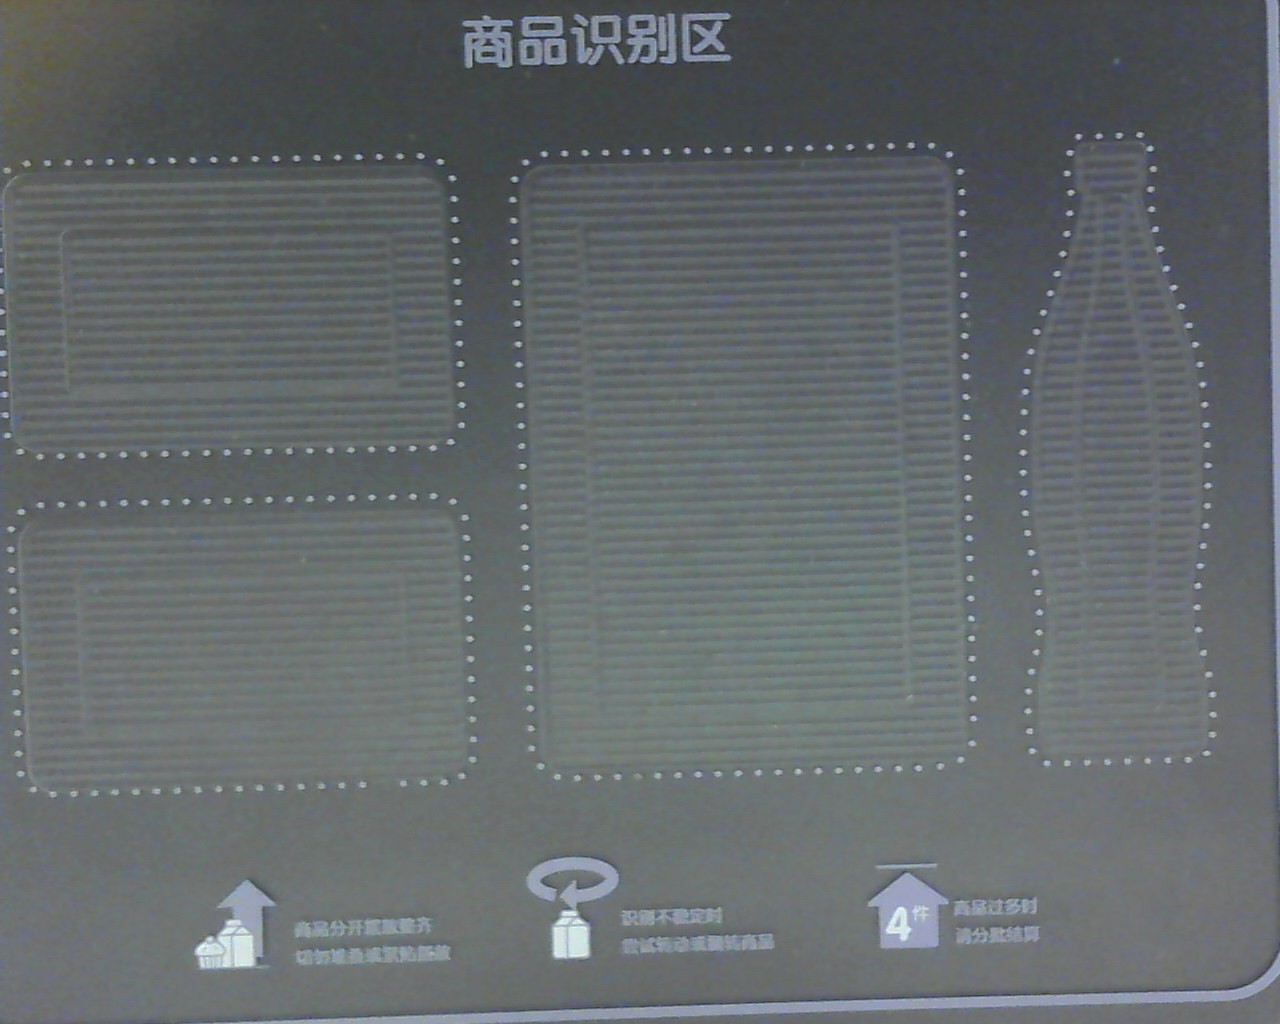 商品识别区
商品分开摆放整齐
切勿堆叠或紧贴摆放
识别不稳定时
尝试转动或翻转商品
4件
商品过多时
请分批结算